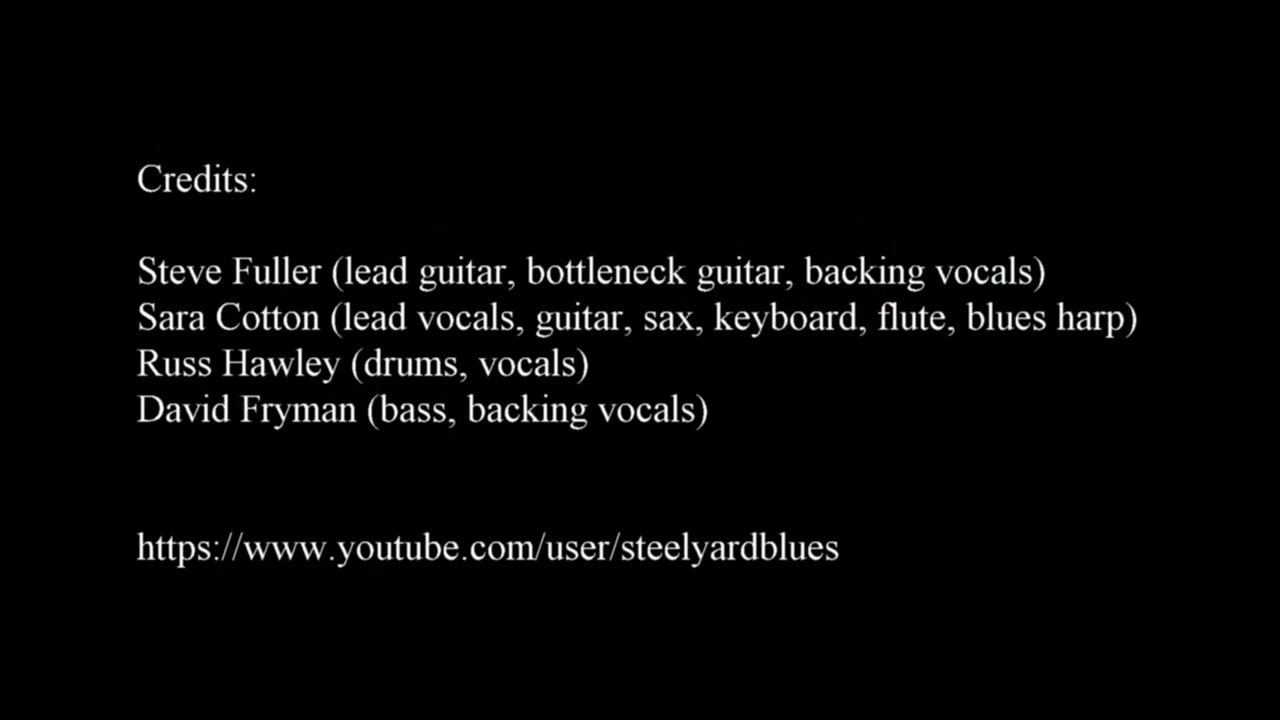 Credits:
Steve Fuller (lead guitar, bottleneck guitar, backing vocals)
Sara Cotton (lead vocals, guitar, sax, keyboard, flute, blues harp)
Russ Hawley (drums, vocals)
David Fryman (bass, backing vocals)
https://www.youtube.com/user/steelyardblues